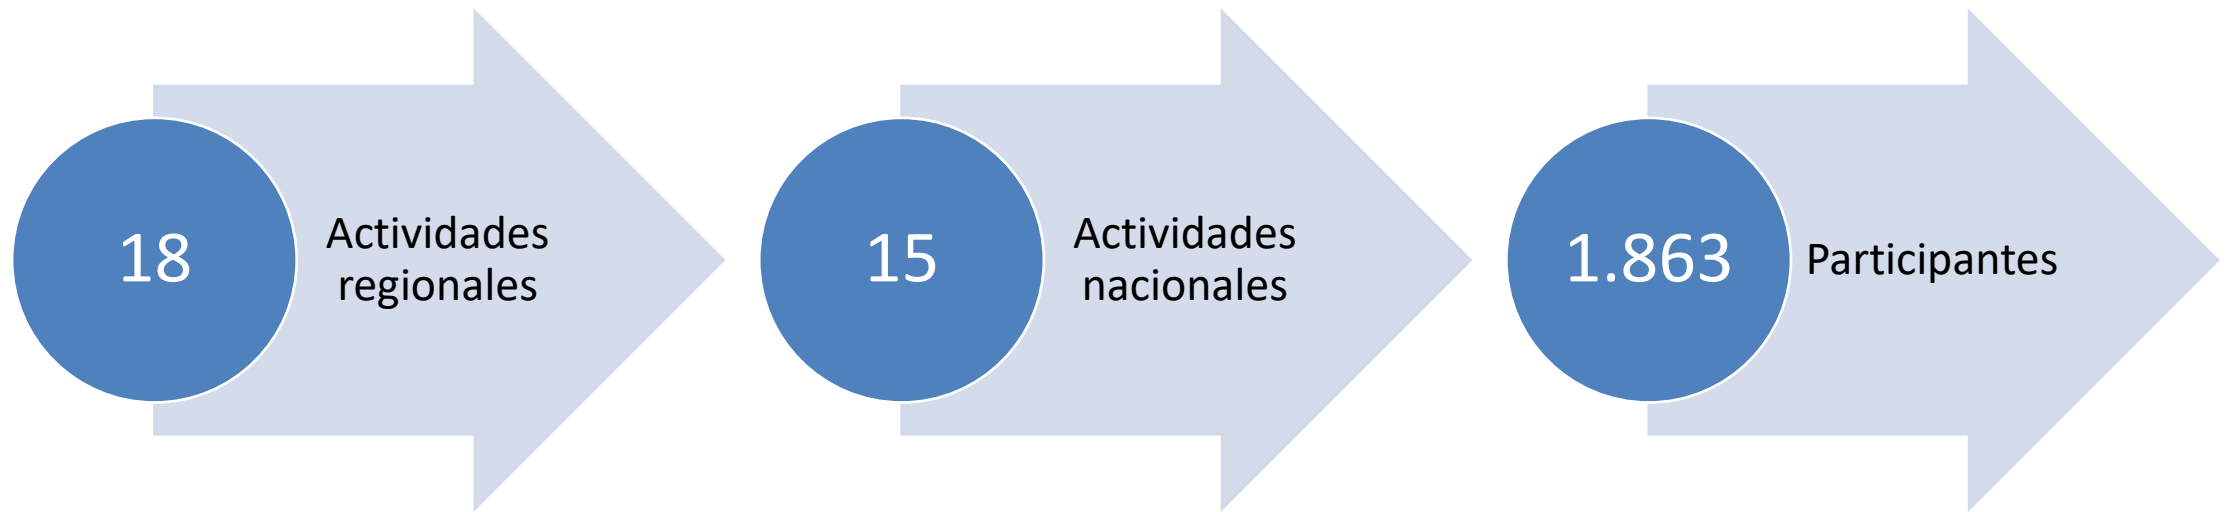 18
Actividades
regionales
15
Actividades
nacionales
1.863
Participantes